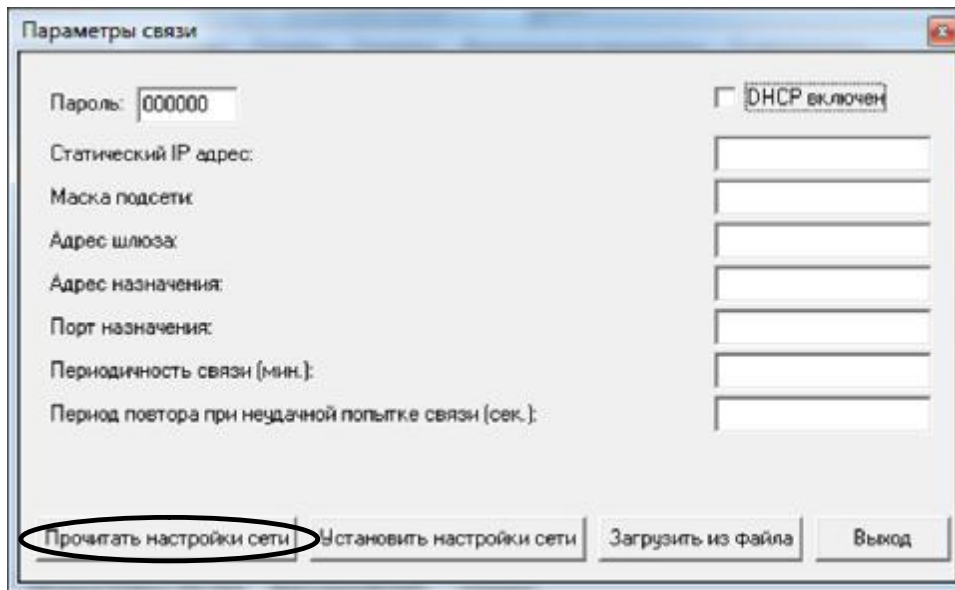 Параметры связи
Пароль: 000000 DHCP включен
Статический IP адрес:
Маска подсети:
Адрес шлюза:
Адрес назначения:
Порт назначения:
Периодичность связи (мин.):
Период повтора при неудачной попытке связи (сек.):
Прочитать настройки сети Установить настройки сети Загрузить из файла Выход